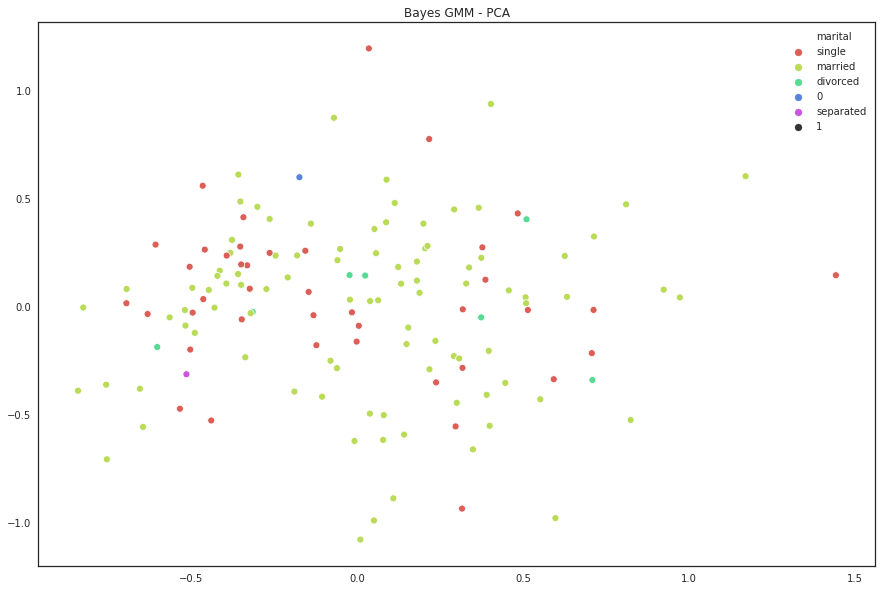 Bayes GMM - PCA
marital
single
married
divorced
0
separated
1
1.0
0.5
0.0
−0.5
−1.0
−0.5
0.0
0.5
1.0
1.5